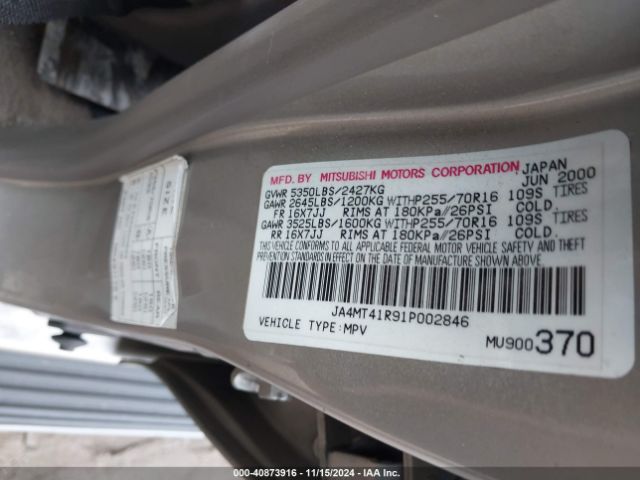 MFD. BY MITSUBISHI MOTORS CORPORATION JAPAN
GVWR 5350LBS/2427KG JUN 2000
GAWR 2645LBS/1200KG WITHP255/70R16 109S TIRES
FR 16X7JJ RIMS AT 180KPa/26PSI COLD.
GAWR 3525LBS/1600KG WITHP255/70R16 109S TIRES
RR 16X7JJ RIMS AT 180KPa/26PSI COLD.
THIS VEHICLE CONFORMS TO ALL APPLICABLE FEDERAL MOTOR VEHICLE SAFETY AND THEFT
PREVENTION STANDARDS IN EFFECT ON THE DATE OF MANUFACTURE SHOWN ABOVE.
JA4MT41R91P002846
VEHICLE TYPE:MPV
MU900370
SIZE
000-40873916 - 11/15/2024 - IAA Inc.